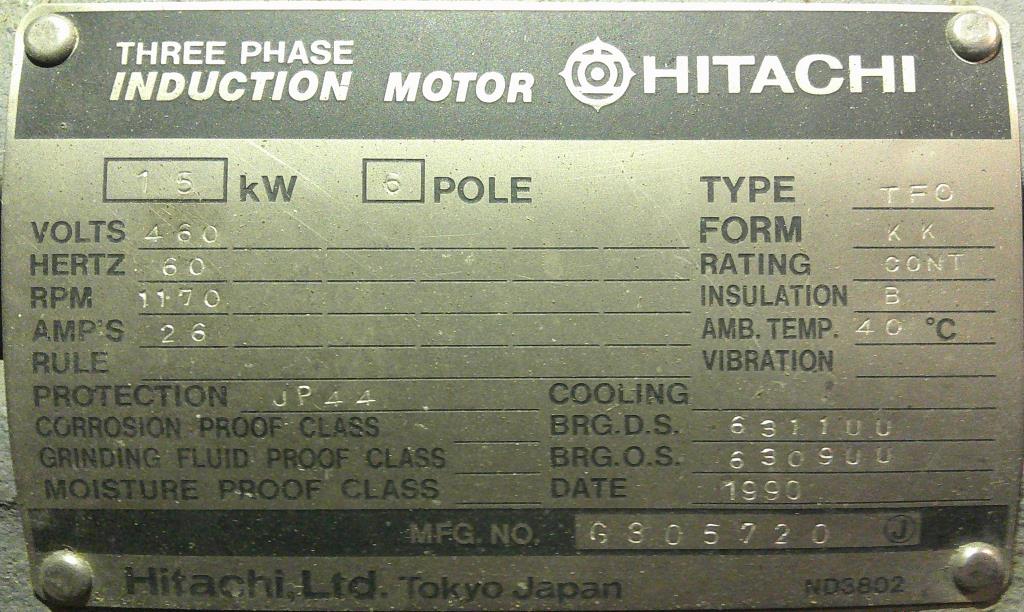 THREE PHASE
INDUCTION MOTOR HITACHI
15 kW 6 POLE TYPE TFO
VOLTS 460 FORM KK
HERTZ 60 RATING CONT
RPM 1170 INSULATION B
AMP'S 26 AMB. TEMP. 40 °C
RULE VIBRATION
PROTECTION JP44 COOLING
CORROSION PROOF CLASS BRG.D.S. 6311UU
GRINDING FLUID PROOF CLASS BRG.O.S. 6309UU
MOISTURE PROOF CLASS DATE 1990
MFG. NO. G305720 J
Hitachi, Ltd. Tokyo Japan ND3802